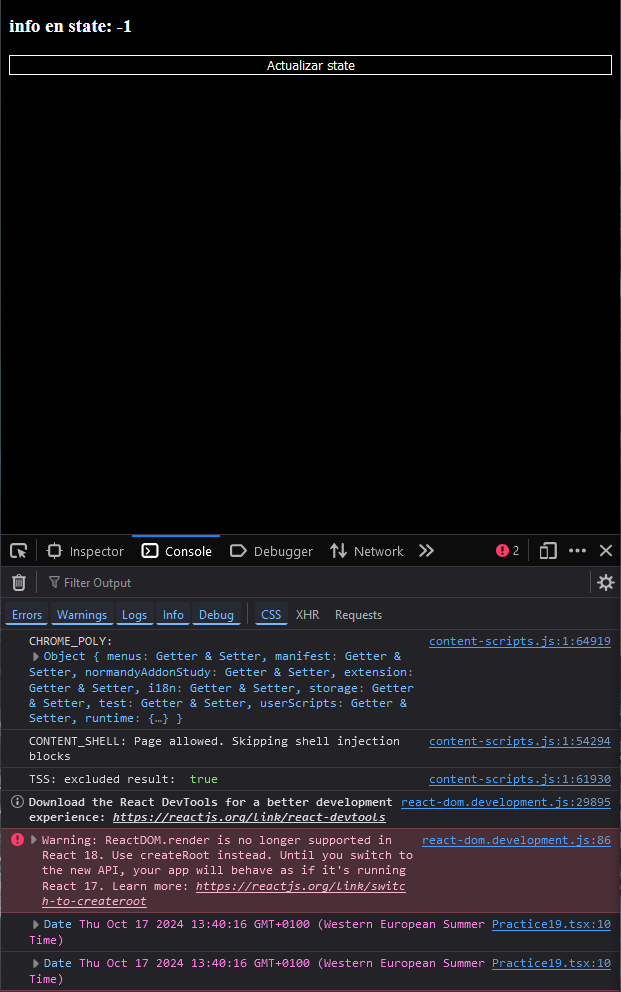 info en state: -1
Actualizar state
Inspector Console Debugger Network 2
Filter Output
Errors Warnings Logs Info Debug CSS XHR Requests
CHROME_POLY: content-scripts.js:1:64919
Object { menus: Getter & Setter, manifest: Getter &
Setter, normandyAddonStudy: Getter & Setter, extension:
Getter & Setter, i18n: Getter & Setter, storage: Getter
& Setter, test: Getter & Setter, userScripts: Getter &
Setter, runtime: {…} }
CONTENT_SHELL: Page allowed. Skipping shell injection content-scripts.js:1:54294
blocks
TSS: excluded result: true content-scripts.js:1:61930
Download the React DevTools for a better development react-dom.development.js:29895
experience: https://reactjs.org/link/react-devtools
Warning: ReactDOM.render is no longer supported in react-dom.development.js:86
React 18. Use createRoot instead. Until you switch to
the new API, your app will behave as if it's running
React 17. Learn more: https://reactjs.org/link/switc
h-to-createroot
Date Thu Oct 17 2024 13:40:16 GMT+0100 (Western European Summer Practice19.tsx:10
Time)
Date Thu Oct 17 2024 13:40:16 GMT+0100 (Western European Summer Practice19.tsx:10
Time)